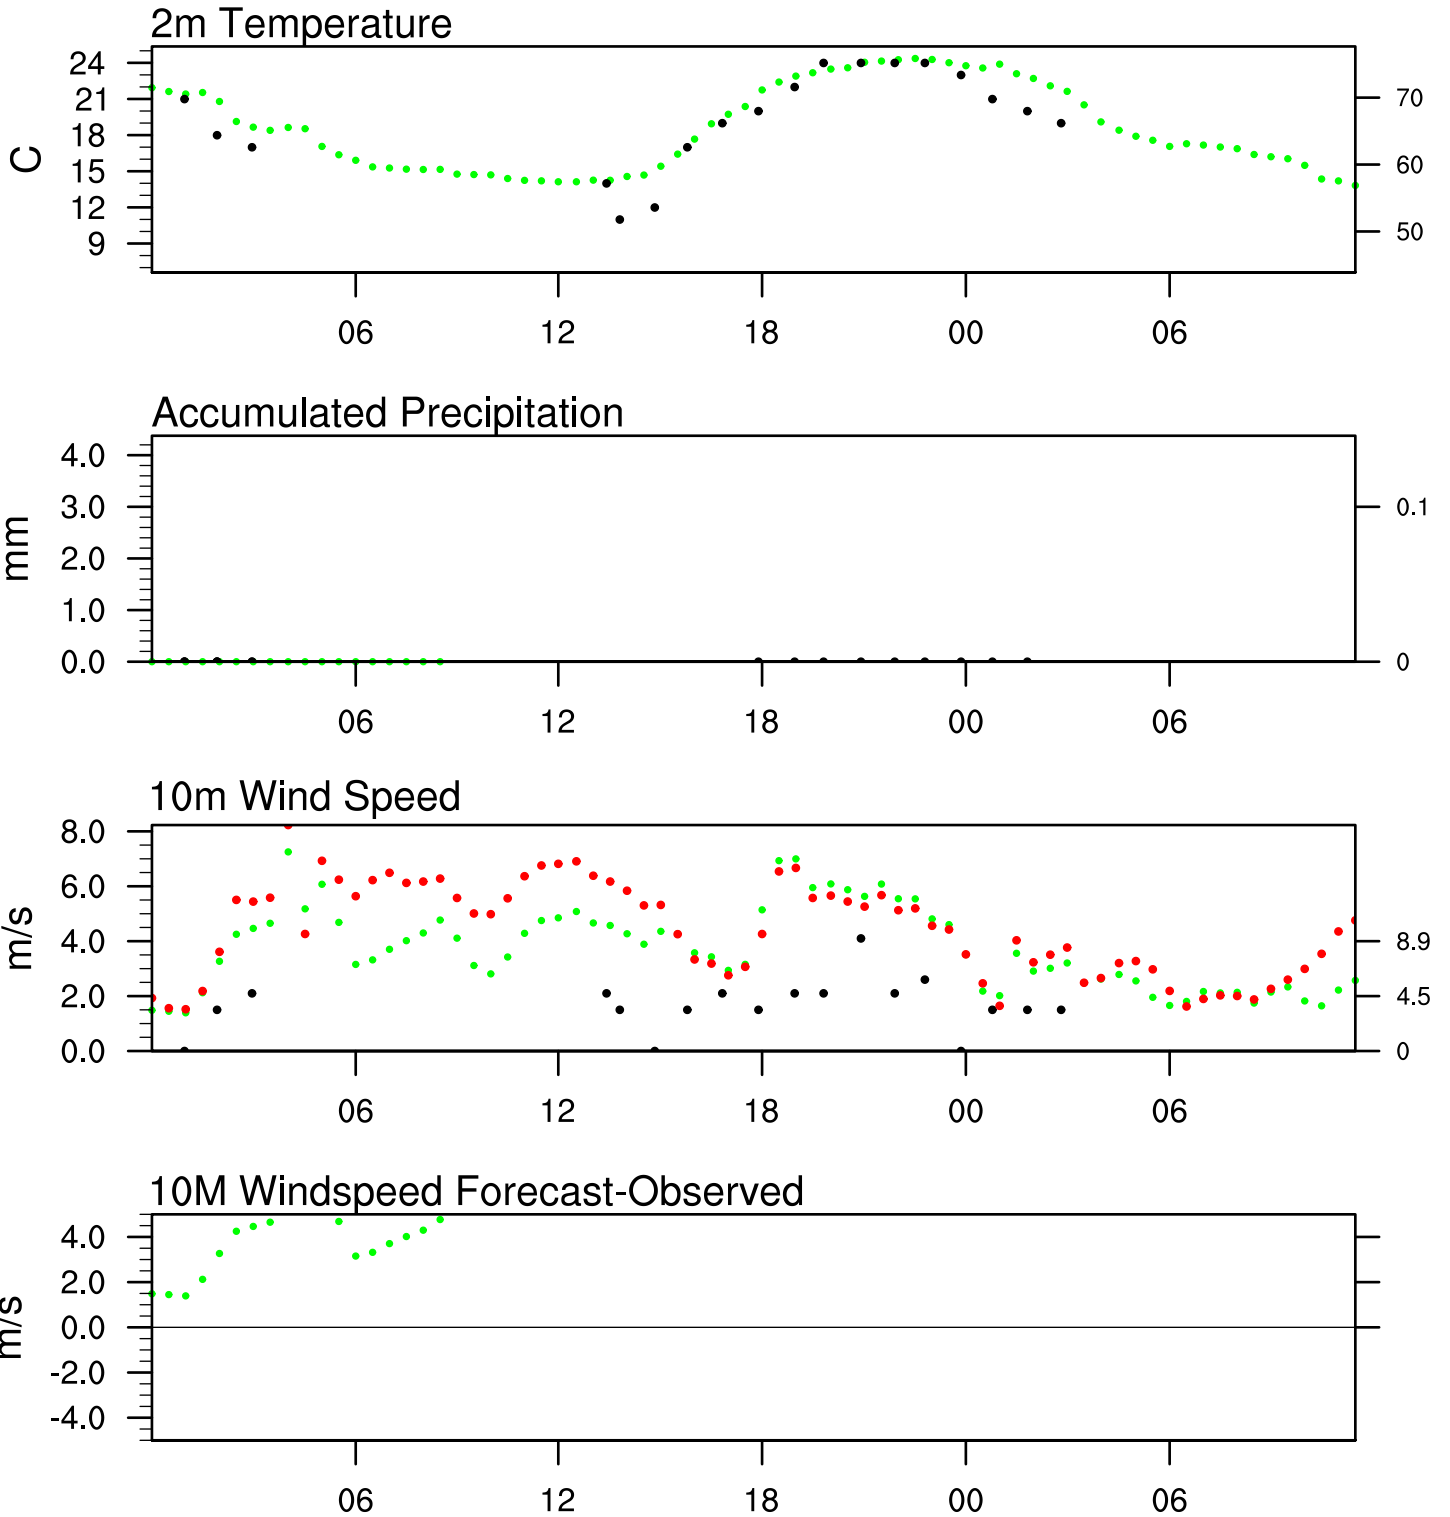 2m Temperature
24
21
18
15
12
9
C
70
60
50
06 12 18 00 06
Accumulated Precipitation
4.0
3.0
2.0
1.0
0.0
mm
0.1
0
06 12 18 00 06
10m Wind Speed
8.0
6.0
4.0
2.0
0.0
m/s
8.9
4.5
0
06 12 18 00 06
10M Windspeed Forecast-Observed
4.0
2.0
0.0
-2.0
-4.0
m/s
06 12 18 00 06